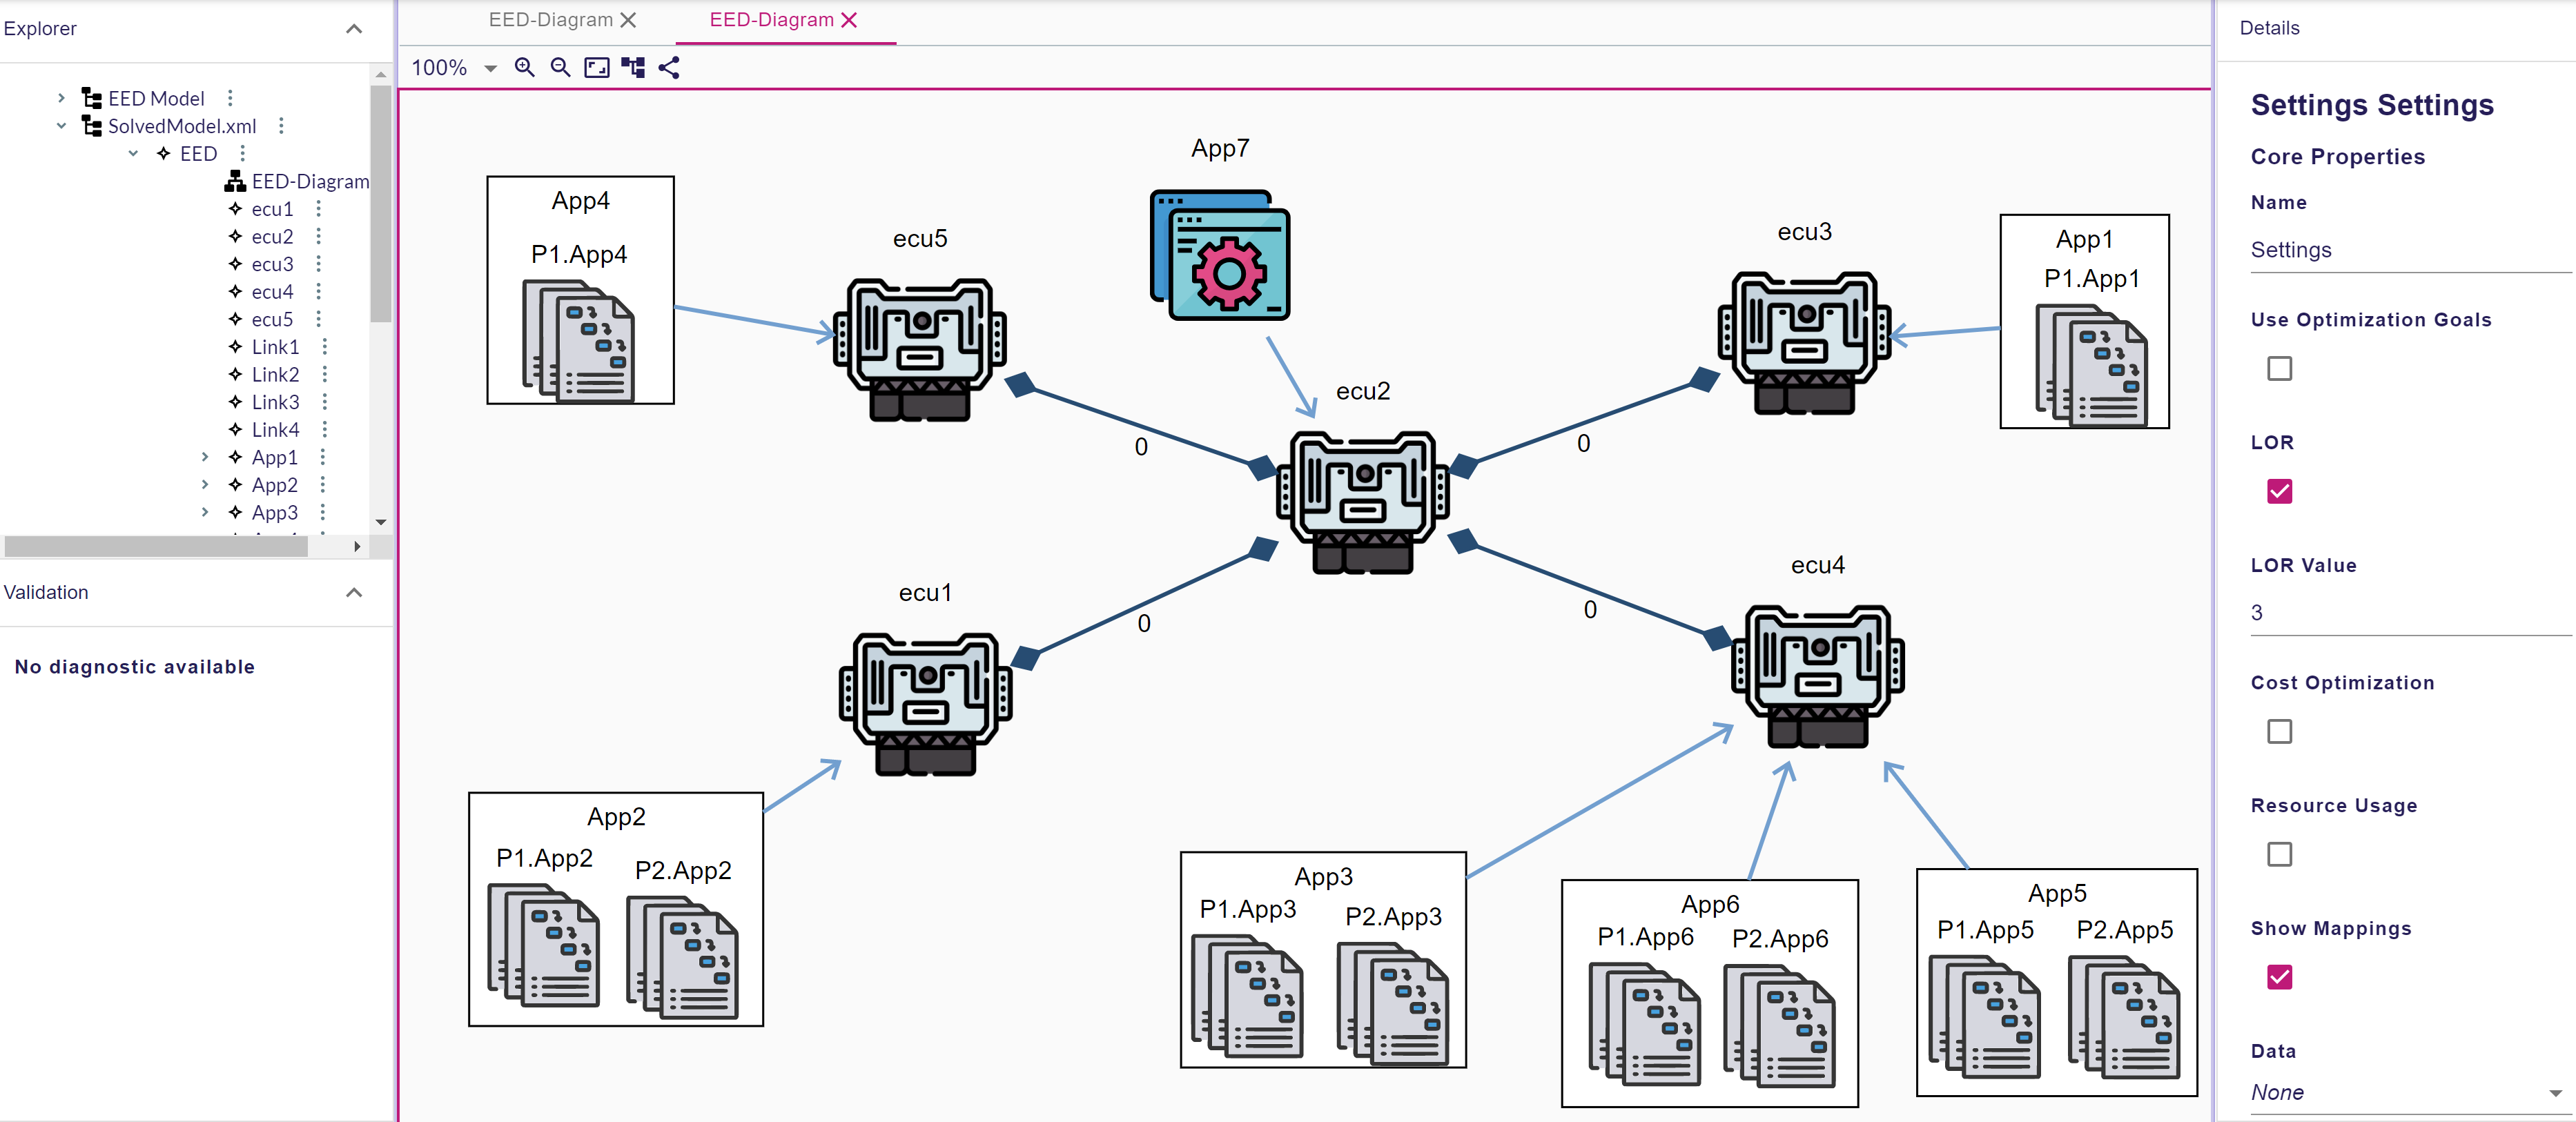 Explorer
EED Model
SolvedModel.xml
EED
EED-Diagram
ecu1
ecu2
ecu3
ecu4
ecu5
Link1
Link2
Link3
Link4
App1
App2
App3
Validation
No diagnostic available
EED-Diagram
EED-Diagram
100%
App7
App4
P1.App4
ecu5
ecu3
App1
P1.App1
ecu2
0
0
ecu1
0
0
ecu4
App2
P1.App2
P2.App2
App3
P1.App3
P2.App3
App6
P1.App6
P2.App6
App5
P1.App5
P2.App5
Details
Settings Settings
Core Properties
Name
Settings
Use Optimization Goals
LOR
LOR Value
3
Cost Optimization
Resource Usage
Show Mappings
Data
None